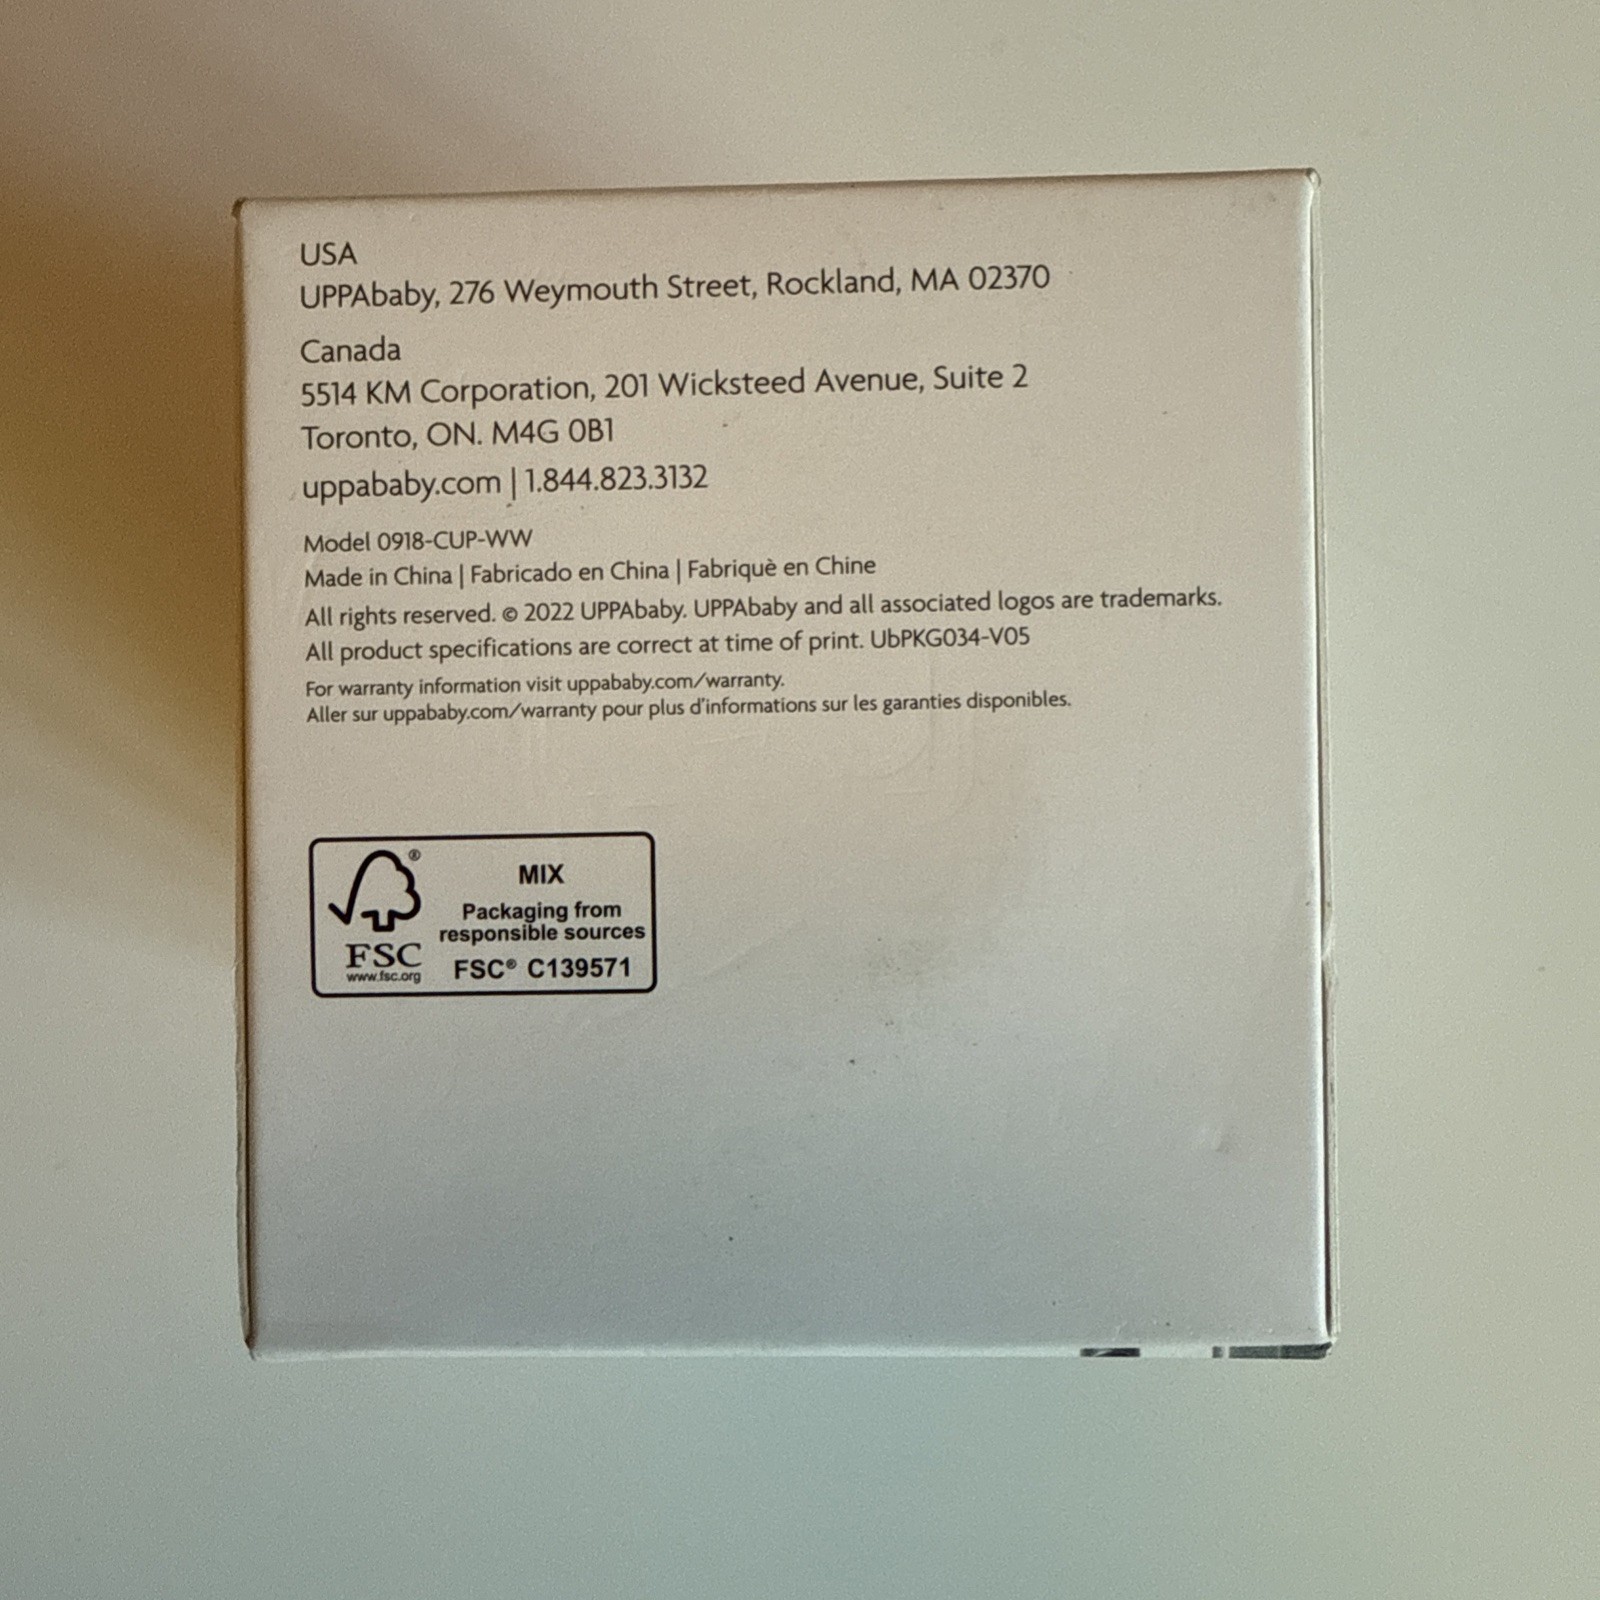 USA
UPPAbaby, 276 Weymouth Street, Rockland, MA 02370
Canada
5514 KM Corporation, 201 Wicksteed Avenue, Suite 2
Toronto, ON. M4G 0B1
uppababy.com | 1.844.823.3132
Model 0918-CUP-WW
Made in China | Fabricado en China | Fabriquè en Chine
All rights reserved. © 2022 UPPAbaby. UPPAbaby and all associated logos are trademarks.
All product specifications are correct at time of print. UbPKG034-V05
For warranty information visit uppababy.com/warranty.
Aller sur uppababy.com/warranty pour plus d'informations sur les garanties disponibles.
®
FSC
www.fsc.org
MIX
Packaging from
responsible sources
FSC® C139571